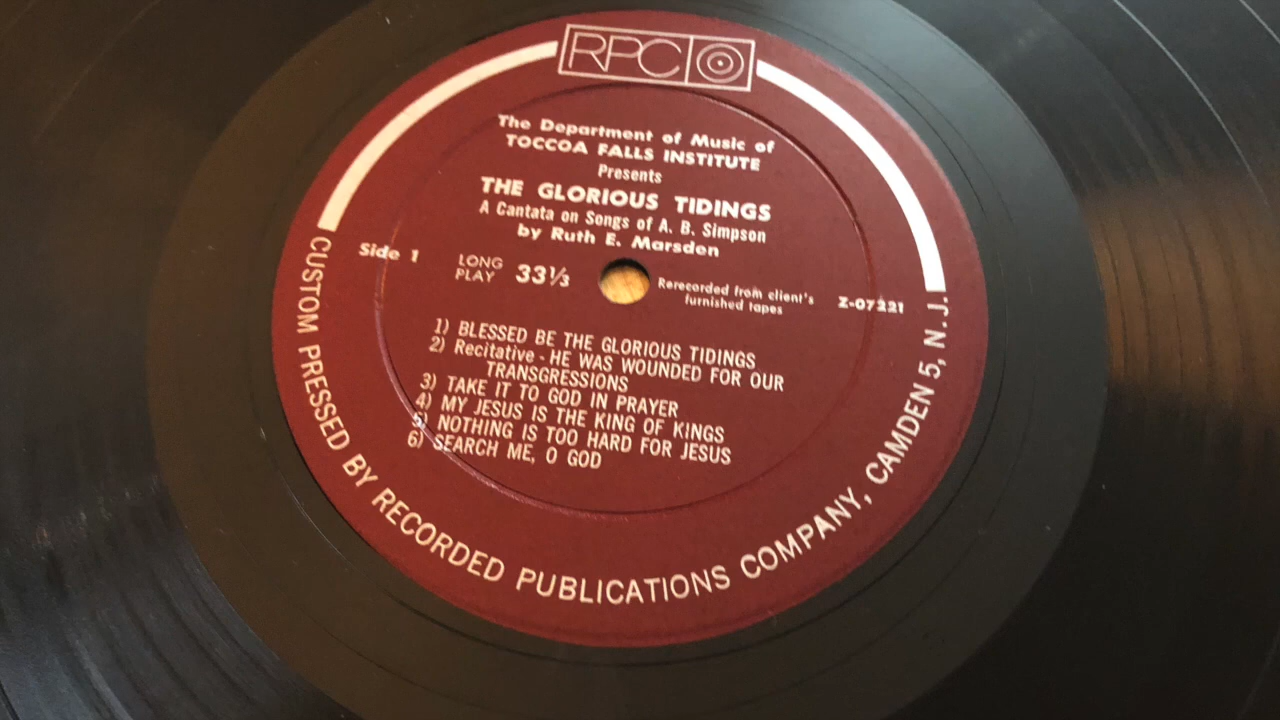 RPC
The Department of Music of
TOCCOA FALLS INSTITUTE
Presents
THE GLORIOUS TIDINGS
A Cantata on Songs of A. B. Simpson
by Ruth E. Marsden
Side 1
LONG PLAY 33⅓
Rerecorded from client's
furnished tapes
Z-07221
1) BLESSED BE THE GLORIOUS TIDINGS
2) Recitative - HE WAS WOUNDED FOR OUR
TRANSGRESSIONS
3) TAKE IT TO GOD IN PRAYER
4) MY JESUS IS THE KING OF KINGS
5) NOTHING IS TOO HARD FOR JESUS
6) SEARCH ME, O GOD
CUSTOM PRESSED BY RECORDED PUBLICATIONS COMPANY, CAMDEN 5, N. J.